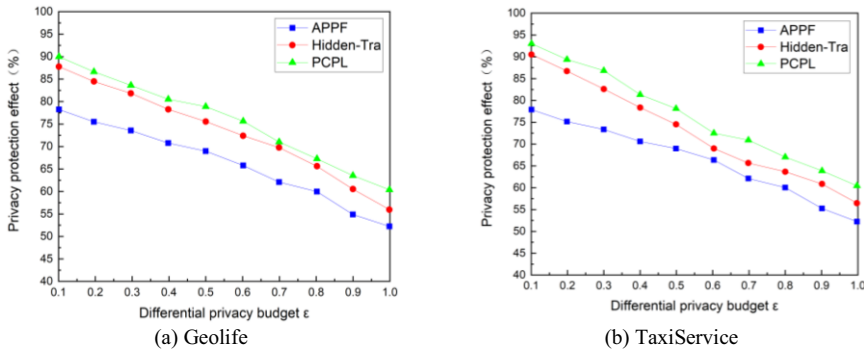 100
95
90
85
80
75
70
65
60
55
50
45
40
Privacy protection effect (%)
APPF
Hidden-Tra
PCPL
0.1 0.2 0.3 0.4 0.5 0.6 0.7 0.8 0.9 1.0
Differential privacy budget ε
(a) Geolife
100
95
90
85
80
75
70
65
60
55
50
45
40
Privacy protection effect (%)
APPF
Hidden-Tra
PCPL
0.1 0.2 0.3 0.4 0.5 0.6 0.7 0.8 0.9 1.0
Differential privacy budget ε
(b) TaxiService